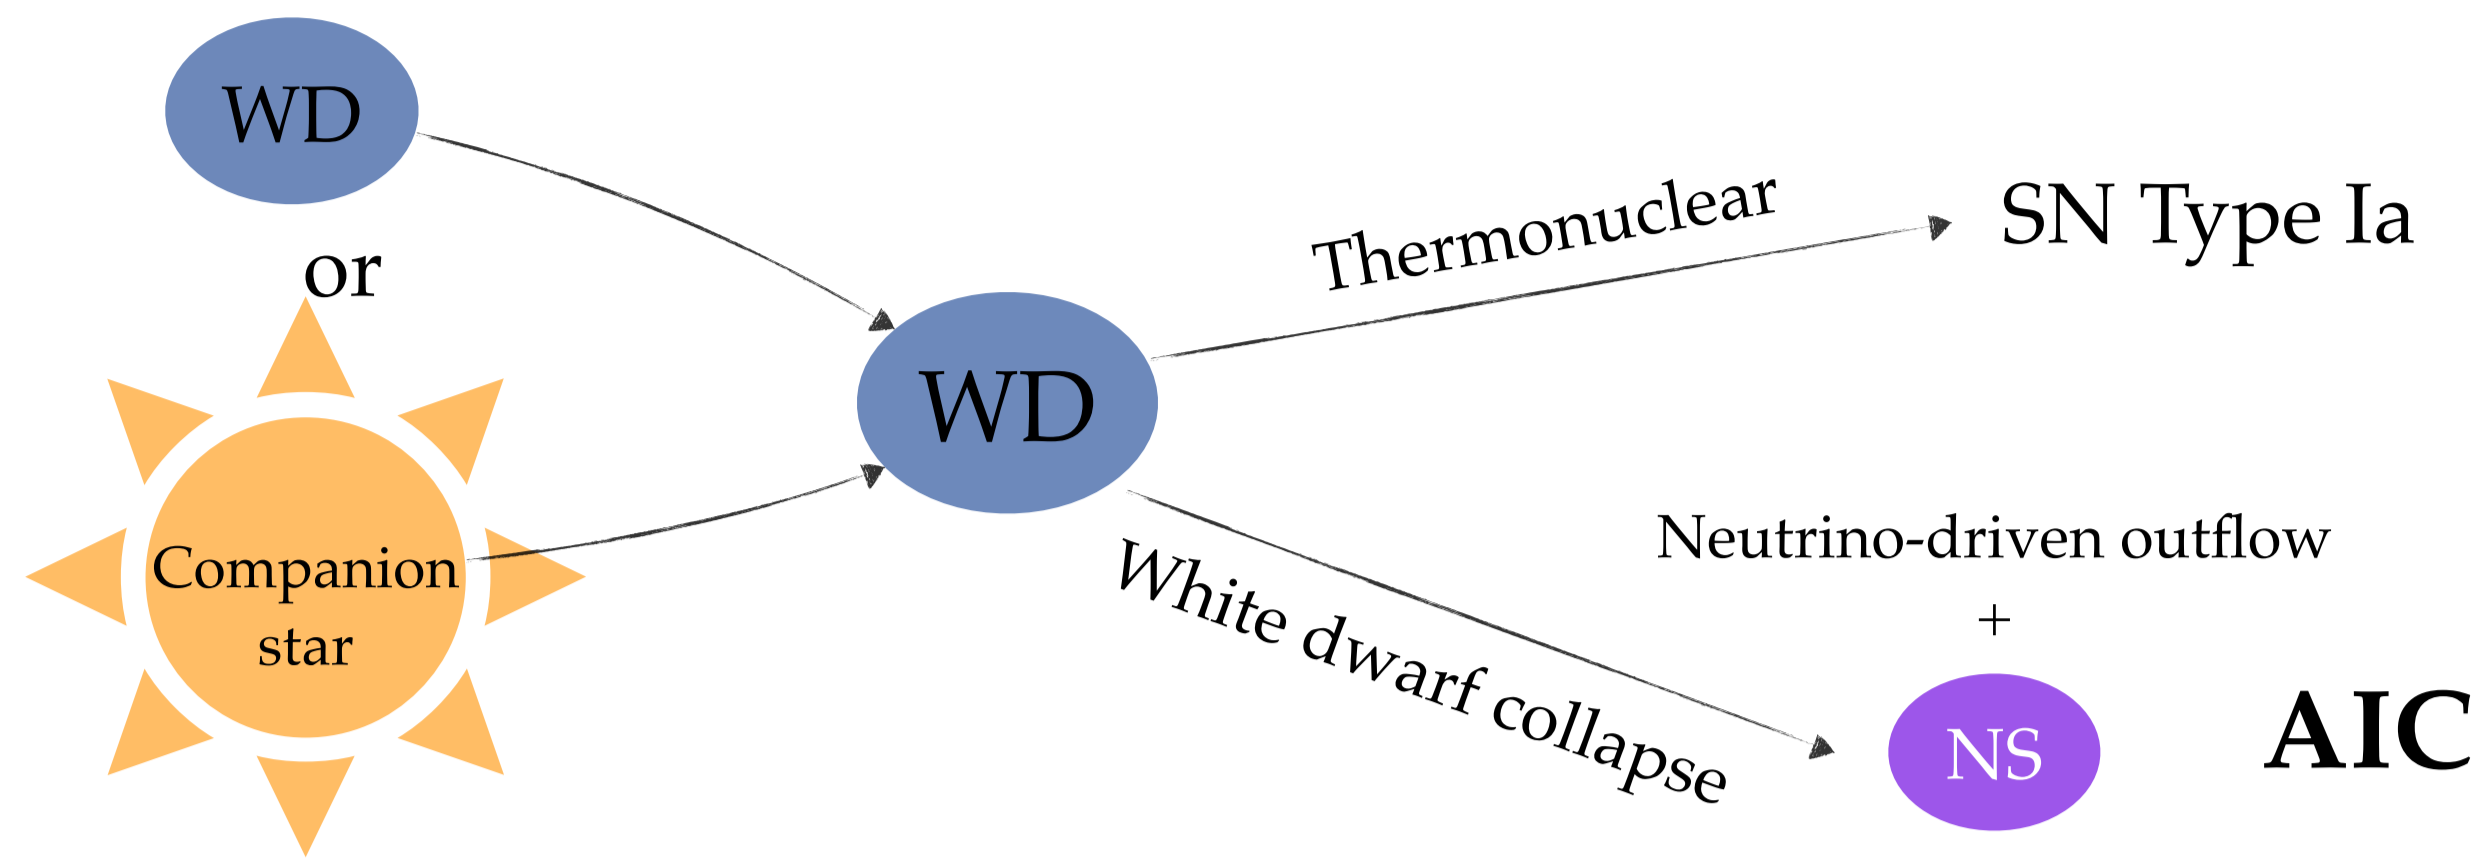 WD
or
Companion
star
WD
Thermonuclear
SN Type Ia
White dwarf collapse
Neutrino-driven outflow
+
NS
AIC